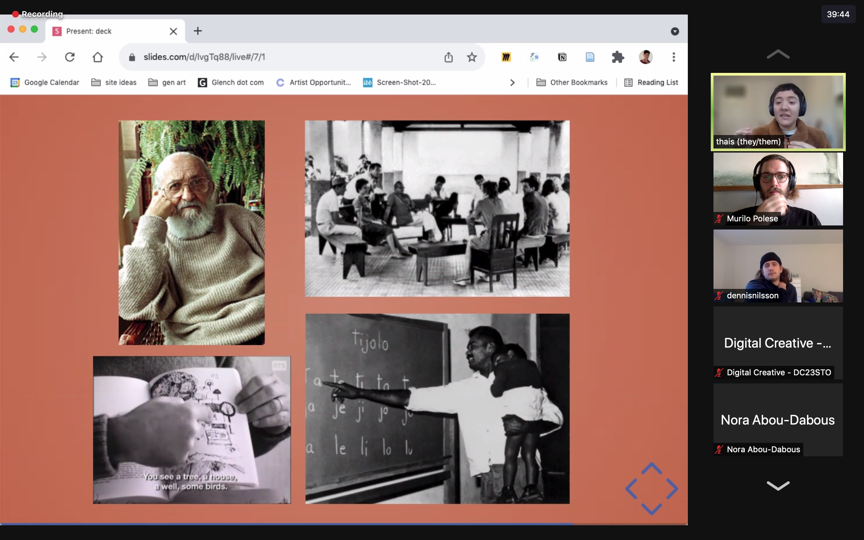 Recording
39:44
Present: deck
slides.com/d/lvgTq88/live#/7/1
Google Calendar
site ideas
gen art
Glench dot com
Artist Opportunit...
Screen-Shot-20...
Other Bookmarks
Reading List
tijolo
ta te ti to tu
ja je ji jo ju
la le li lo lu
You see a tree, a house,
a well, some birds.
thais (they/them)
Murilo Polese
dennisnilsson
Digital Creative -...
Digital Creative - DC23STO
Nora Abou-Dabous
Nora Abou-Dabous